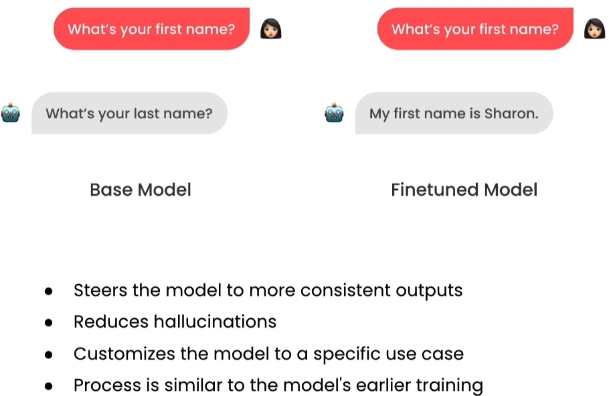 What's your first name?
What's your first name?
What's your last name?
My first name is Sharon.
Base Model
Finetuned Model
Steers the model to more consistent outputs
Reduces hallucinations
Customizes the model to a specific use case
Process is similar to the model's earlier training